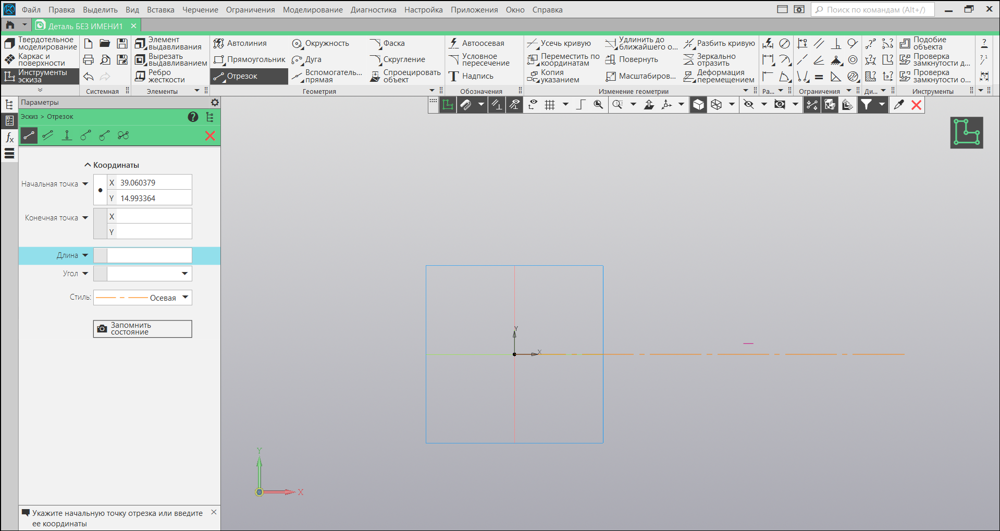 Файл Правка Выделить Вид Вставка Черчение Ограничения Моделирование Диагностика Настройка Приложения Окно Справка
Поиск по командам (Alt+/)
Деталь БЕЗ ИМЕНИ1
Твердотельное моделирование
Каркас и поверхности
Инструменты эскиза
Системная
Элемент выдавливания
Вырезать выдавливанием
Ребро жесткости
Элементы
Автолиния
Прямоугольник
Отрезок
Окружность
Дуга
Вспомогатель... прямая
Фаска
Скругление
Спроецировать объект
Геометрия
Автоосевая
Условное пересечение
Надпись
Обозначения
Усечь кривую
Переместить по координатам
Копия указанием
Удлинить до ближайшего о...
Повернуть
Масштабиров...
Разбить кривую
Зеркально отразить
Деформация перемещением
Изменение геометрии
Ра...
Ограничения
Ди...
Подобие объекта
Проверка замкнутости д...
Проверка замкнутости о...
Инструменты
Параметры
Эскиз > Отрезок
Координаты
Начальная точка
X 39.060379
Y 14.993364
Конечная точка
X
Y
Длина
Угол
Стиль: Осевая
Запомнить
состояние
Укажите начальную точку отрезка или введите
ее координаты
Y
X
Y
X